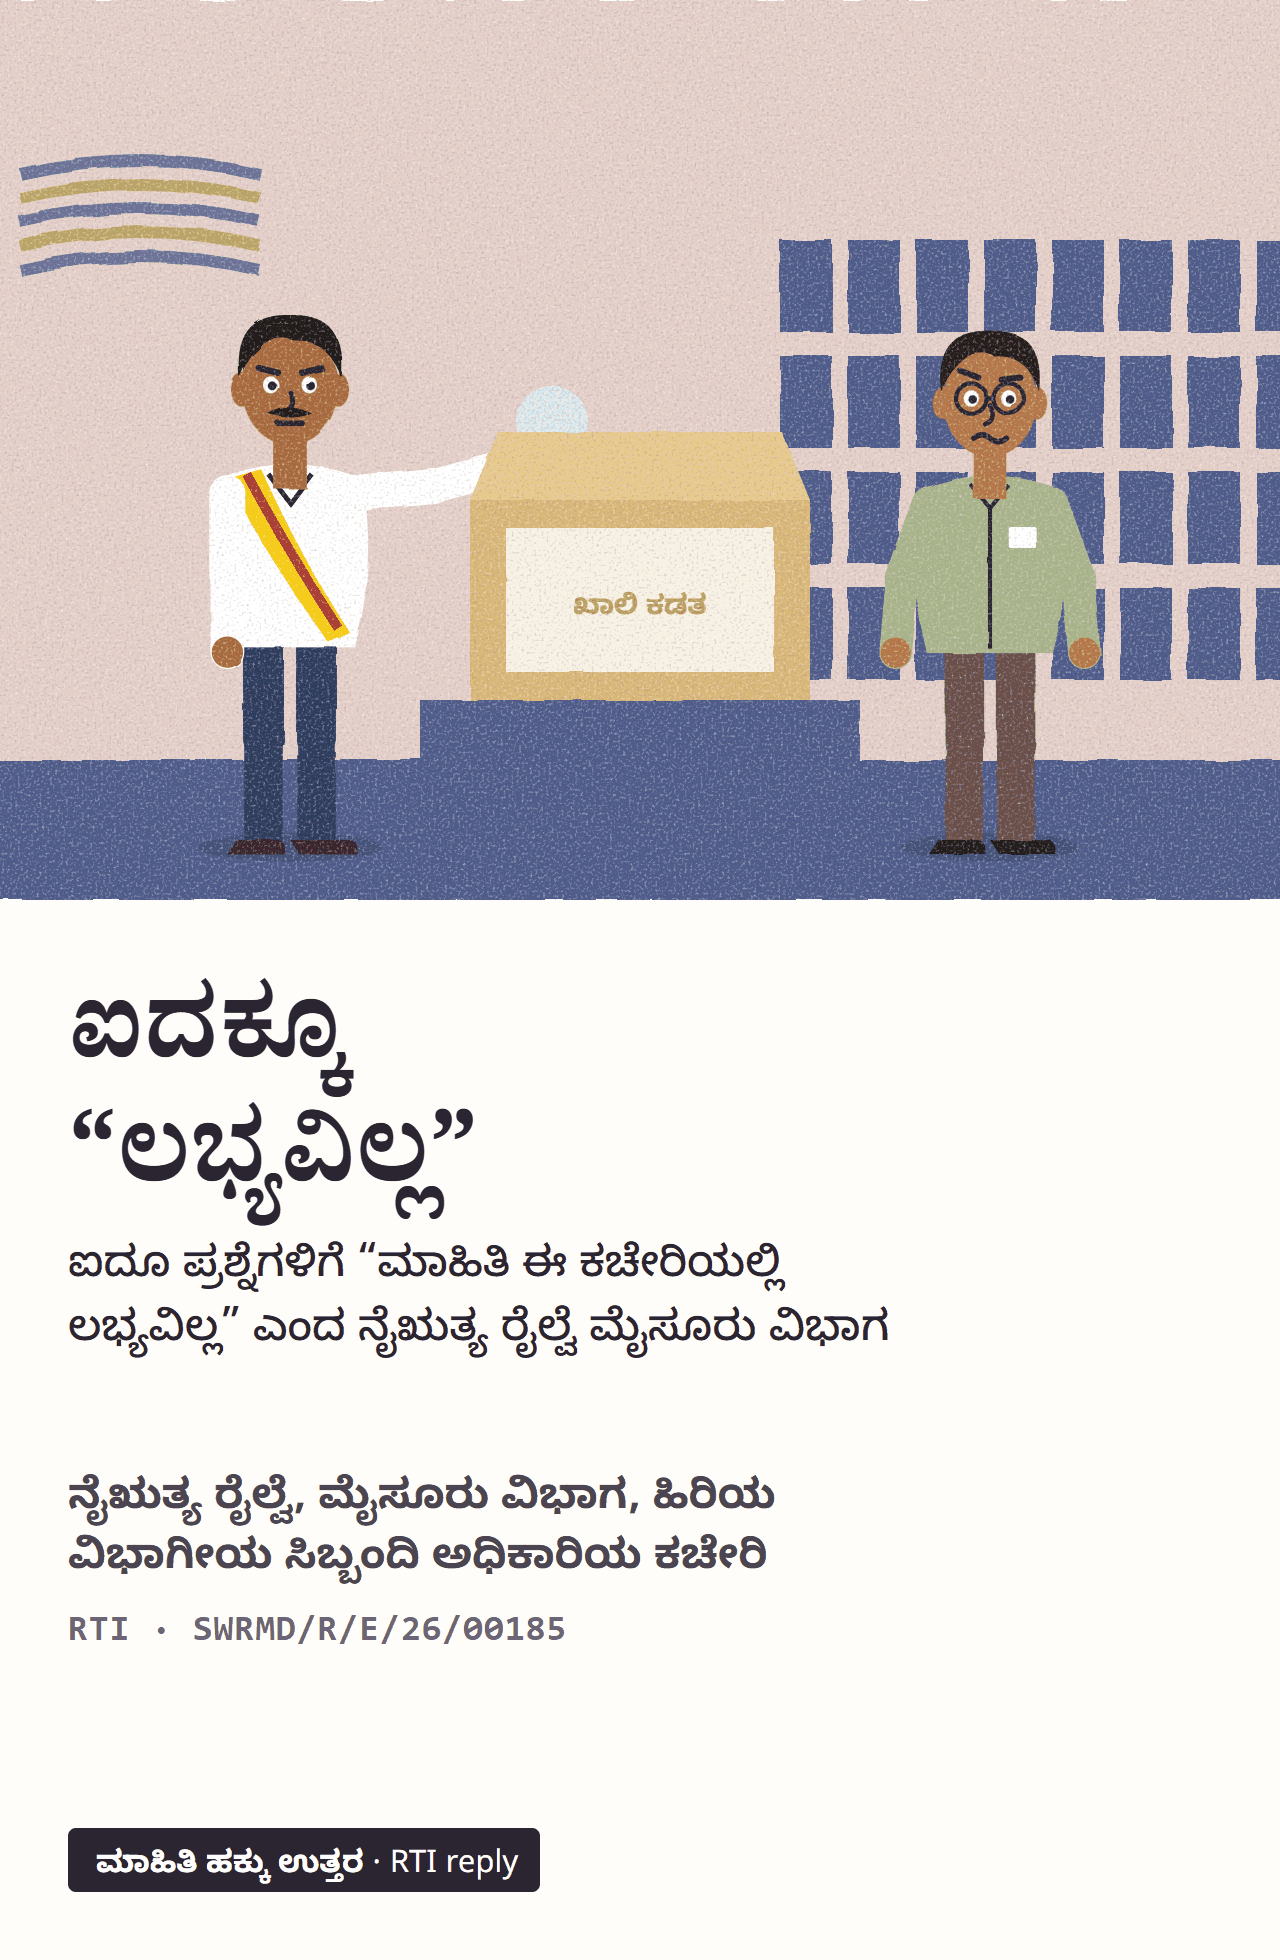 ಖಾಲಿ ಕಡತ
ಐದಕ್ಕೂ
“ಲಭ್ಯವಿಲ್ಲ”
ಐದೂ ಪ್ರಶ್ನೆಗಳಿಗೆ “ಮಾಹಿತಿ ಈ ಕಚೇರಿಯಲ್ಲಿ
ಲಭ್ಯವಿಲ್ಲ” ಎಂದ ನೈಋತ್ಯ ರೈಲ್ವೆ ಮೈಸೂರು ವಿಭಾಗ
ನೈಋತ್ಯ ರೈಲ್ವೆ, ಮೈಸೂರು ವಿಭಾಗ, ಹಿರಿಯ
ವಿಭಾಗೀಯ ಸಿಬ್ಬಂದಿ ಅಧಿಕಾರಿಯ ಕಚೇರಿ
RTI · SWRMD/R/E/26/00185
ಮಾಹಿತಿ ಹಕ್ಕು ಉತ್ತರ · RTI reply